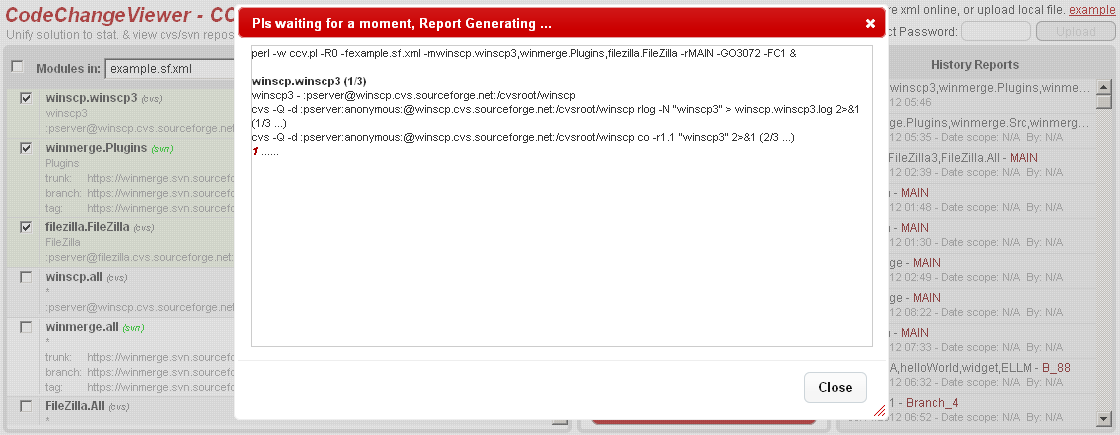 CodeChangeViewer - CC
Unify solution to stat. & view cvs/svn repos
re xml online, or upload local file. example
ct Password:
Upload
Modules in:
example.sf.xml
winscp.winscp3 (cvs)
winscp3
:pserver@winscp.cvs.sourceforge.net:
winmerge.Plugins (svn)
Plugins
trunk: https://winmerge.svn.sourcefo
branch: https://winmerge.svn.sourcefo
tag: https://winmerge.svn.sourcefo
filezilla.FileZilla (cvs)
FileZilla
:pserver@filezilla.cvs.sourceforge.net:
winscp.all (cvs)
*
:pserver@winscp.cvs.sourceforge.net:
winmerge.all (svn)
*
trunk: https://winmerge.svn.sourcefo
branch: https://winmerge.svn.sourcefo
tag: https://winmerge.svn.sourcefo
FileZilla.All (cvs)
*
Pls waiting for a moment, Report Generating ...
perl -w ccv.pl -R0 -fexample.sf.xml -mwinscp.winscp3,winmerge.Plugins,filezilla.FileZilla -rMAIN -GO3072 -FC1 &
winscp.winscp3 (1/3)
winscp3 - :pserver@winscp.cvs.sourceforge.net:/cvsroot/winscp
cvs -Q -d :pserver:anonymous:@winscp.cvs.sourceforge.net:/cvsroot/winscp rlog -N "winscp3" > winscp.winscp3.log 2>&1
(1/3 ...)
cvs -Q -d :pserver:anonymous:@winscp.cvs.sourceforge.net:/cvsroot/winscp co -r1.1 "winscp3" 2>&1 (2/3 ...)
1 ......
Close
History Reports
winscp3,winmerge.Plugins,winme...
12 05:46
rge.Plugins,winmerge.Src,winmerg...
12 05:35 - Date scope: N/A By: N/A
FileZilla3,FileZilla.All - MAIN
12 02:39 - Date scope: N/A By: N/A
- MAIN
12 01:48 - Date scope: N/A By: N/A
- MAIN
12 01:30 - Date scope: N/A By: N/A
ge - MAIN
12 02:49 - Date scope: N/A By: N/A
ge - MAIN
12 08:22 - Date scope: N/A By: N/A
- MAIN
12 07:33 - Date scope: N/A By: N/A
A,helloWorld,widget,ELLM - B_88
12 06:32 - Date scope: N/A By: N/A
1 - Branch_4
12 06:52 - Date scope: N/A By: N/A